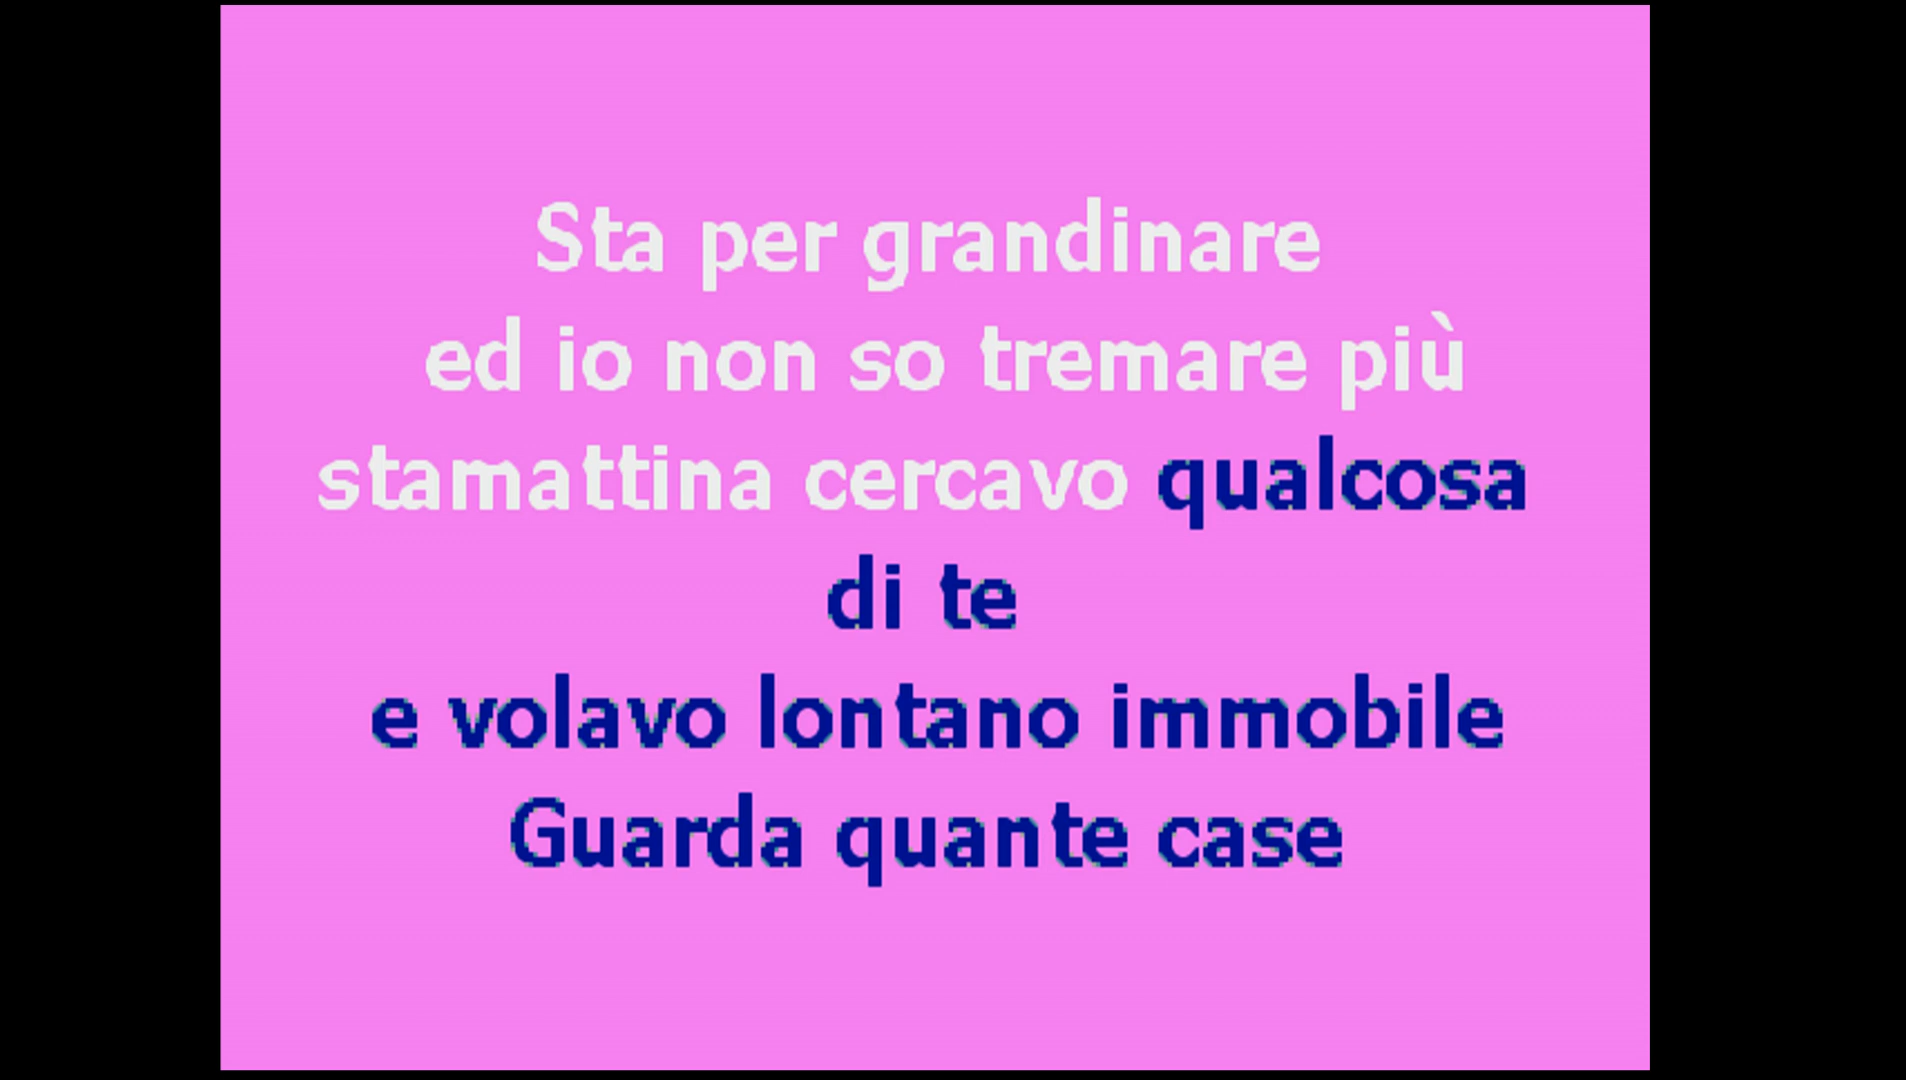 Sta per grandinare
ed io non so tremare più
stamattina cercavo qualcosa
di te
e volavo lontano immobile
Guarda quante case